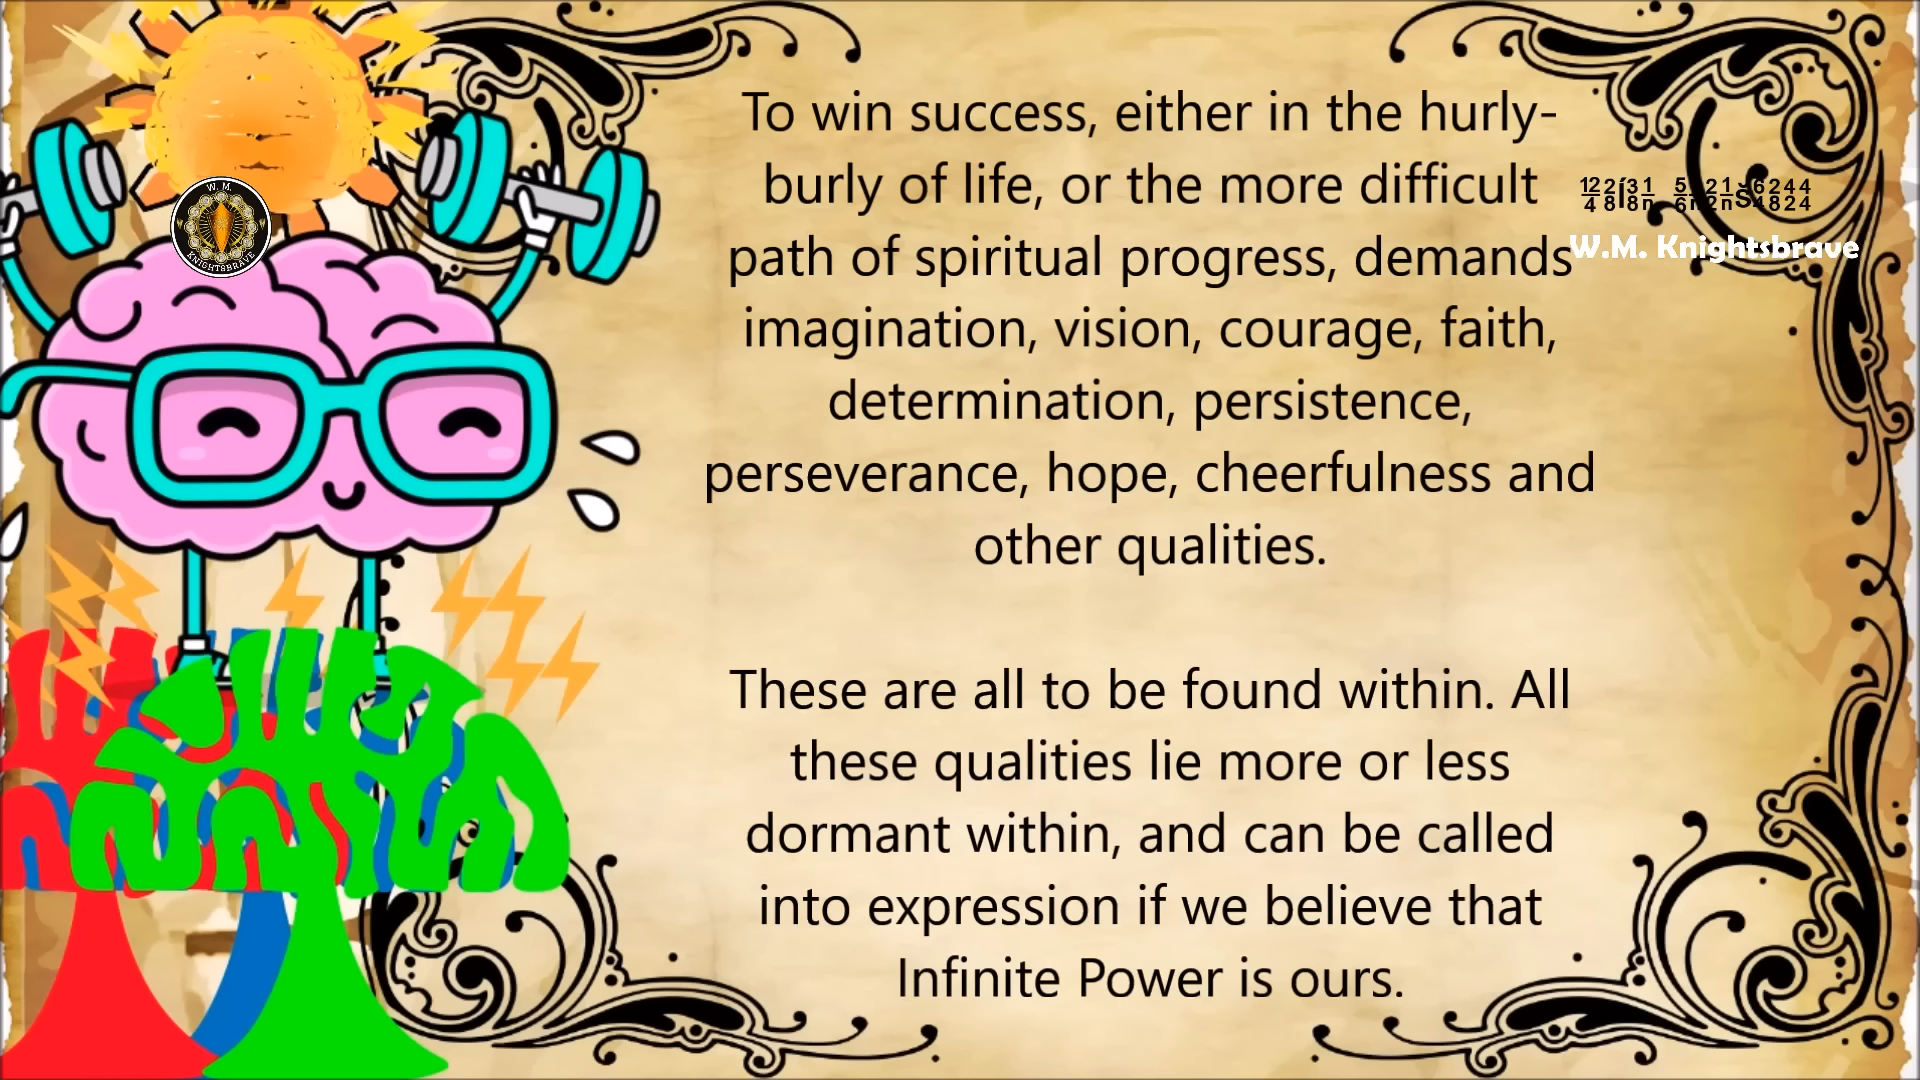 To win success, either in the hurly-
burly of life, or the more difficult
path of spiritual progress, demands
imagination, vision, courage, faith,
determination, persistence,
perseverance, hope, cheerfulness and
other qualities.
These are all to be found within. All
these qualities lie more or less
dormant within, and can be called
into expression if we believe that
Infinite Power is ours.
W.M. Knightsbrave
W. M.
KNIGHTSBRAVE